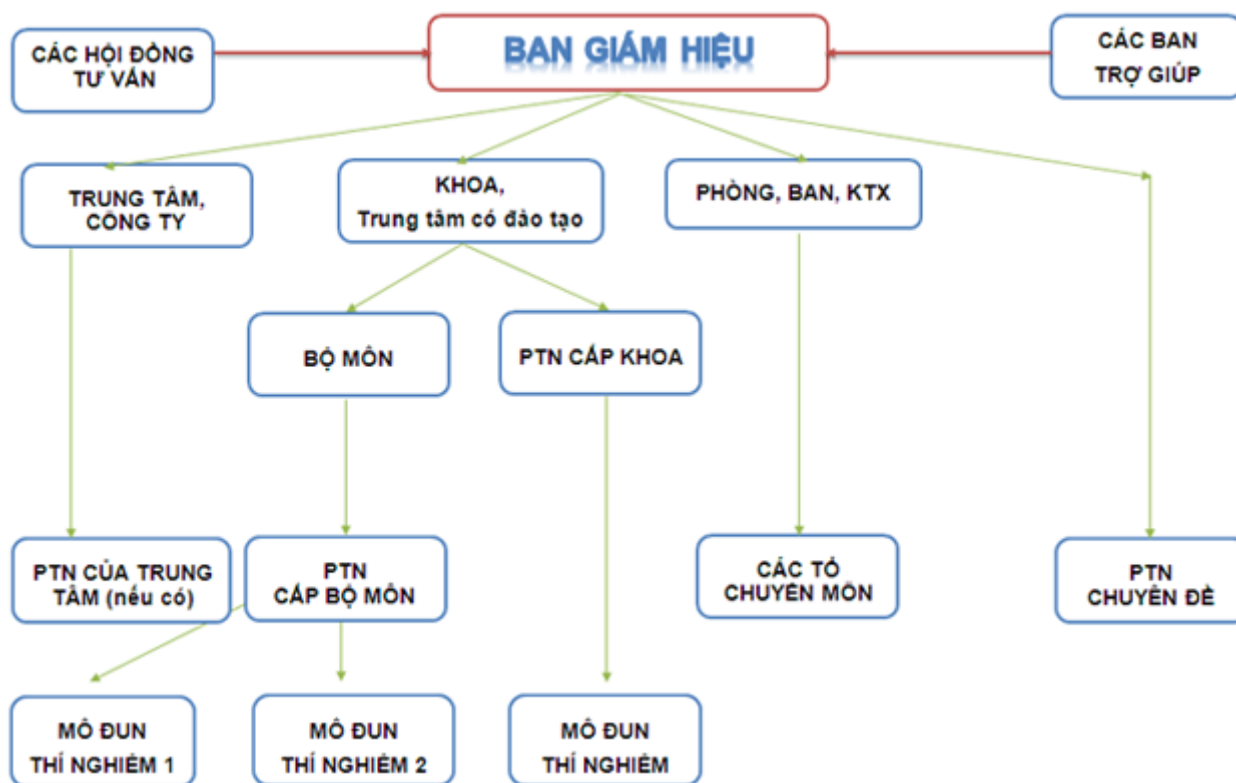 CÁC HỘI ĐỒNG
TƯ VẤN
BAN GIÁM HIỆU
CÁC BAN
TRỢ GIÚP
TRUNG TÂM,
CÔNG TY
KHOA,
Trung tâm có đào tạo
PHÒNG, BAN, KTX
BỘ MÔN
PTN CẤP KHOA
PTN CỦA TRUNG
TÂM (nếu có)
PTN
CẤP BỘ MÔN
CÁC TỔ
CHUYÊN MÔN
PTN
CHUYÊN ĐỀ
MÔ ĐUN
THÍ NGHIỆM 1
MÔ ĐUN
THÍ NGHIỆM 2
MÔ ĐUN
THÍ NGHIỆM